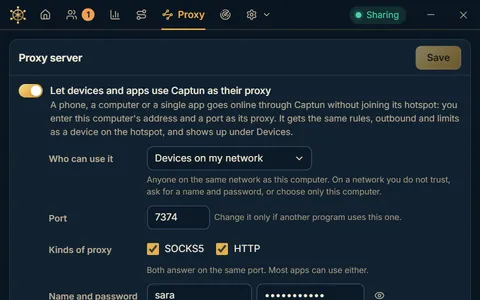 1
Proxy
Sharing
Proxy server
Save
Let devices and apps use Captun as their proxy
A phone, a computer or a single app goes online through Captun without joining its hotspot: you
enter this computer's address and a port as its proxy. It gets the same rules, outbound and limits
as a device on the hotspot, and shows up under Devices.
Who can use it
Devices on my network
Anyone on the same network as this computer. On a network you do not trust,
ask for a name and password, or choose only this computer.
Port
7374
Change it only if another program uses this one.
Kinds of proxy
SOCKS5
HTTP
Both answer on the same port. Most apps can use either.
Name and password
sara
•••••••••••